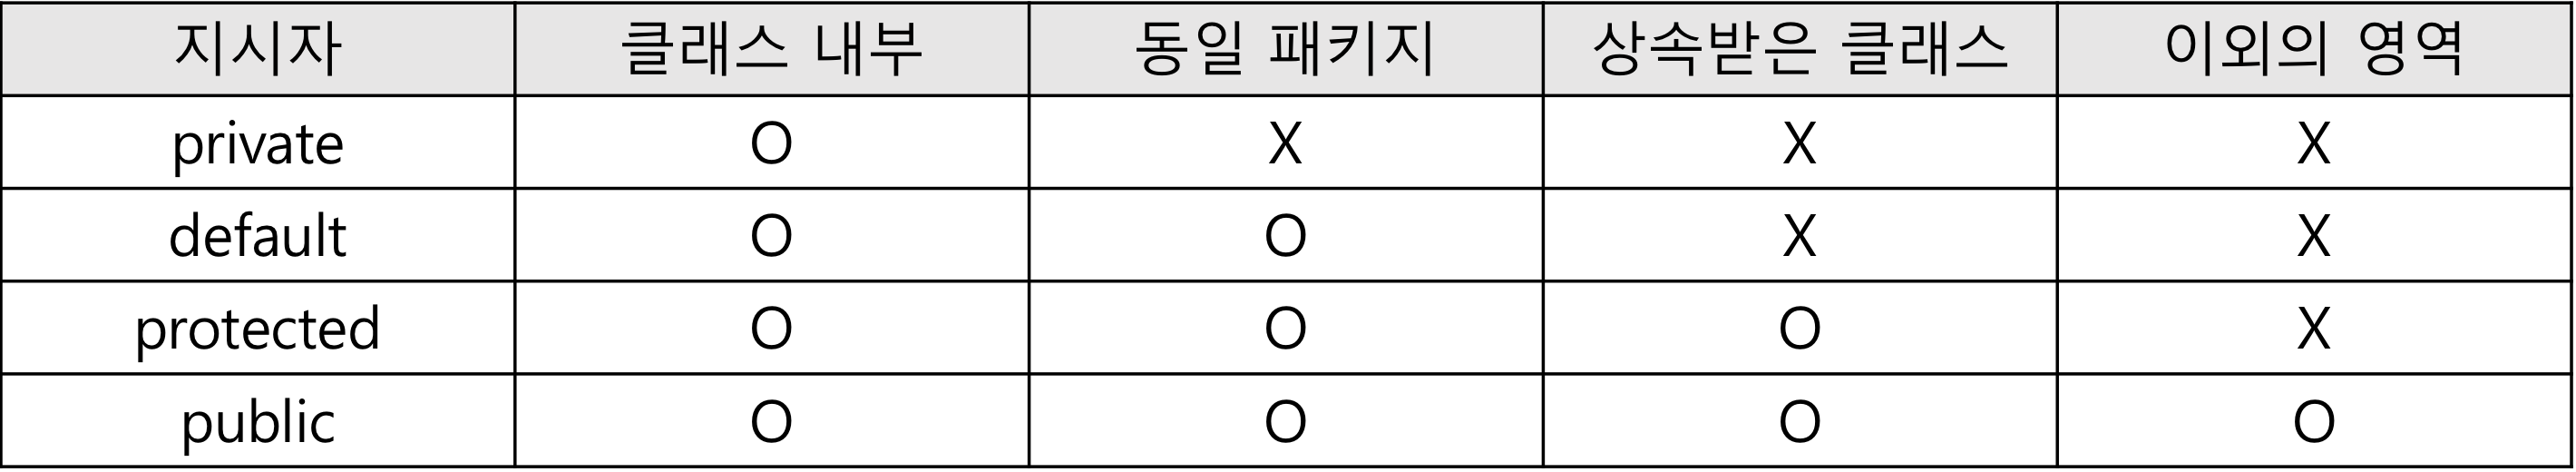 지시자 클래스 내부 동일 패키지 상속받은 클래스 이외의 영역
private O X X X
default O O X X
protected O O O X
public O O O O